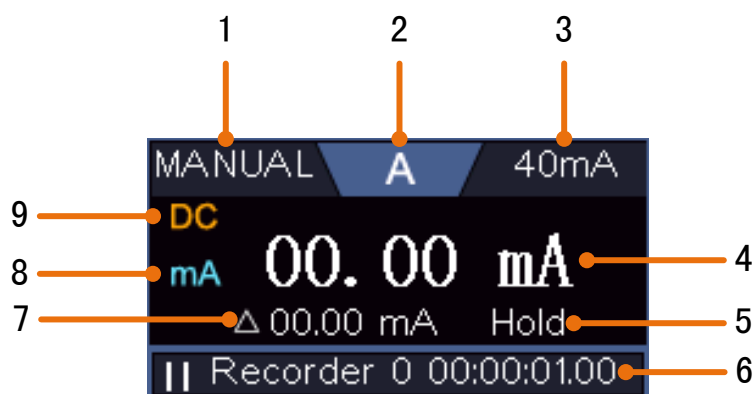 1 2 3
MANUAL A 40mA
9 DC
8 mA 00.00 mA 4
7 △ 00.00 mA Hold 5
|| Recorder 0 00:00:01.00 6